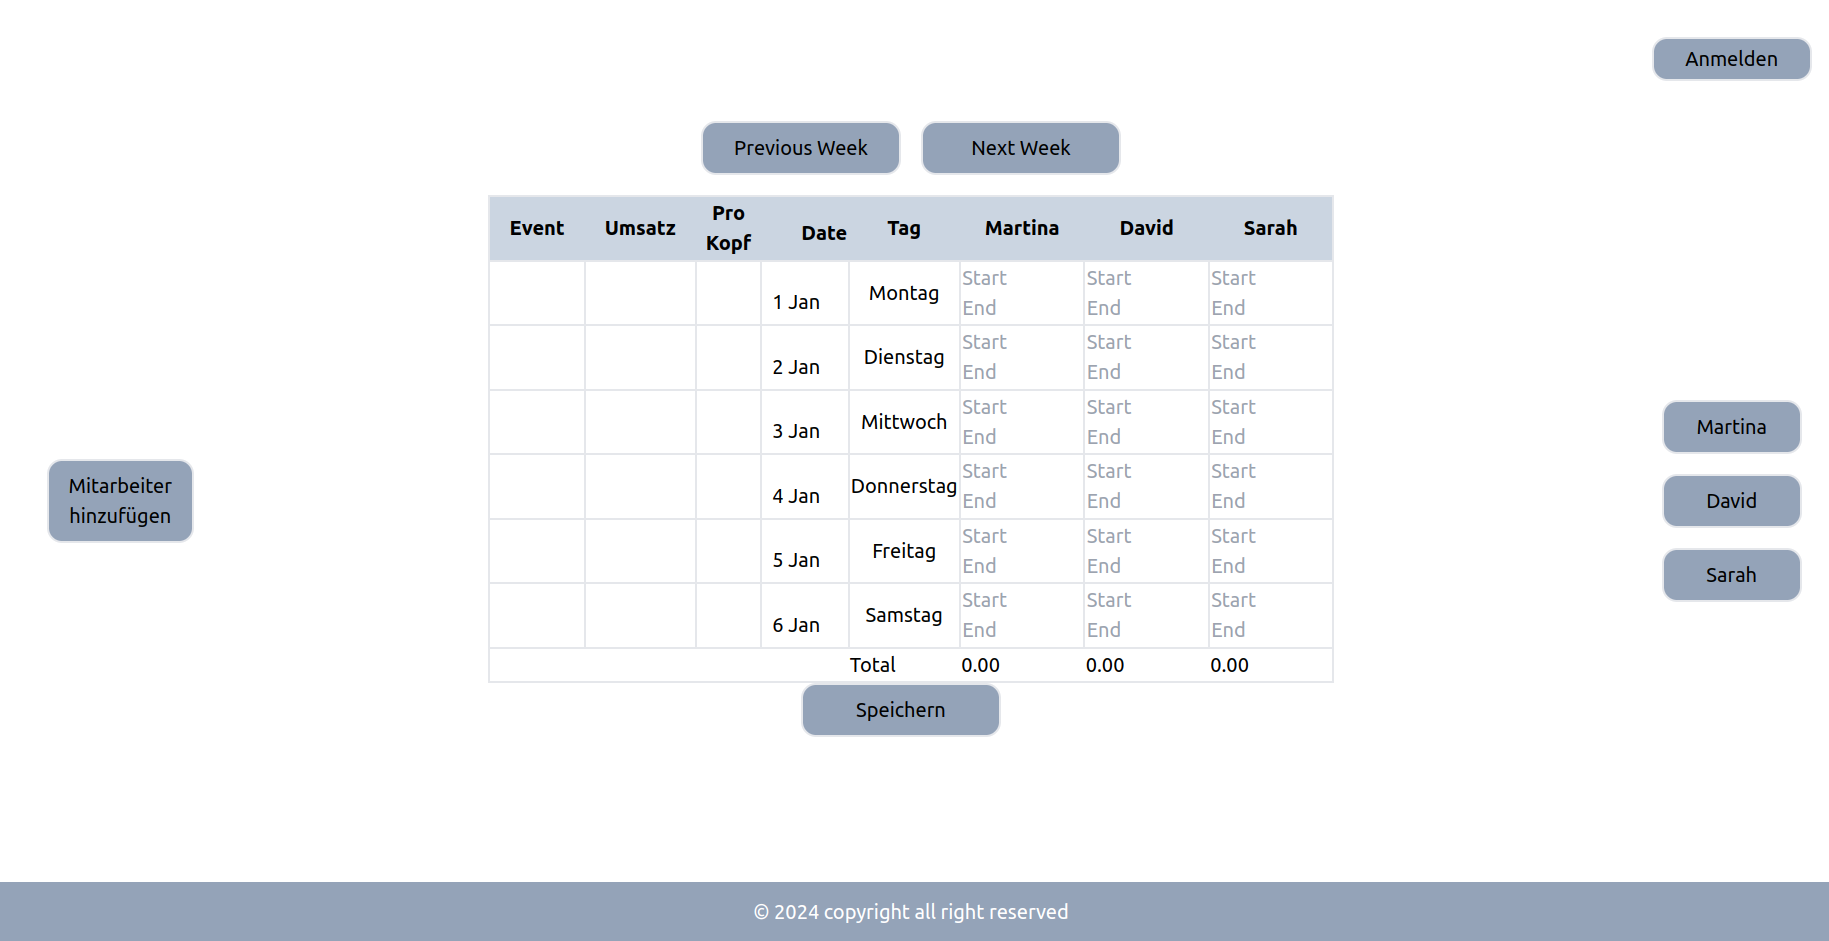 Anmelden
Previous Week Next Week
Event Umsatz Pro Kopf Date Tag Martina David Sarah
1 Jan Montag Start Start Start
End End End
2 Jan Dienstag Start Start Start
End End End
3 Jan Mittwoch Start Start Start
End End End
4 Jan Donnerstag Start Start Start
End End End
5 Jan Freitag Start Start Start
End End End
6 Jan Samstag Start Start Start
End End End
Total 0.00 0.00 0.00
Speichern
Mitarbeiter
hinzufügen
Martina
David
Sarah
© 2024 copyright all right reserved